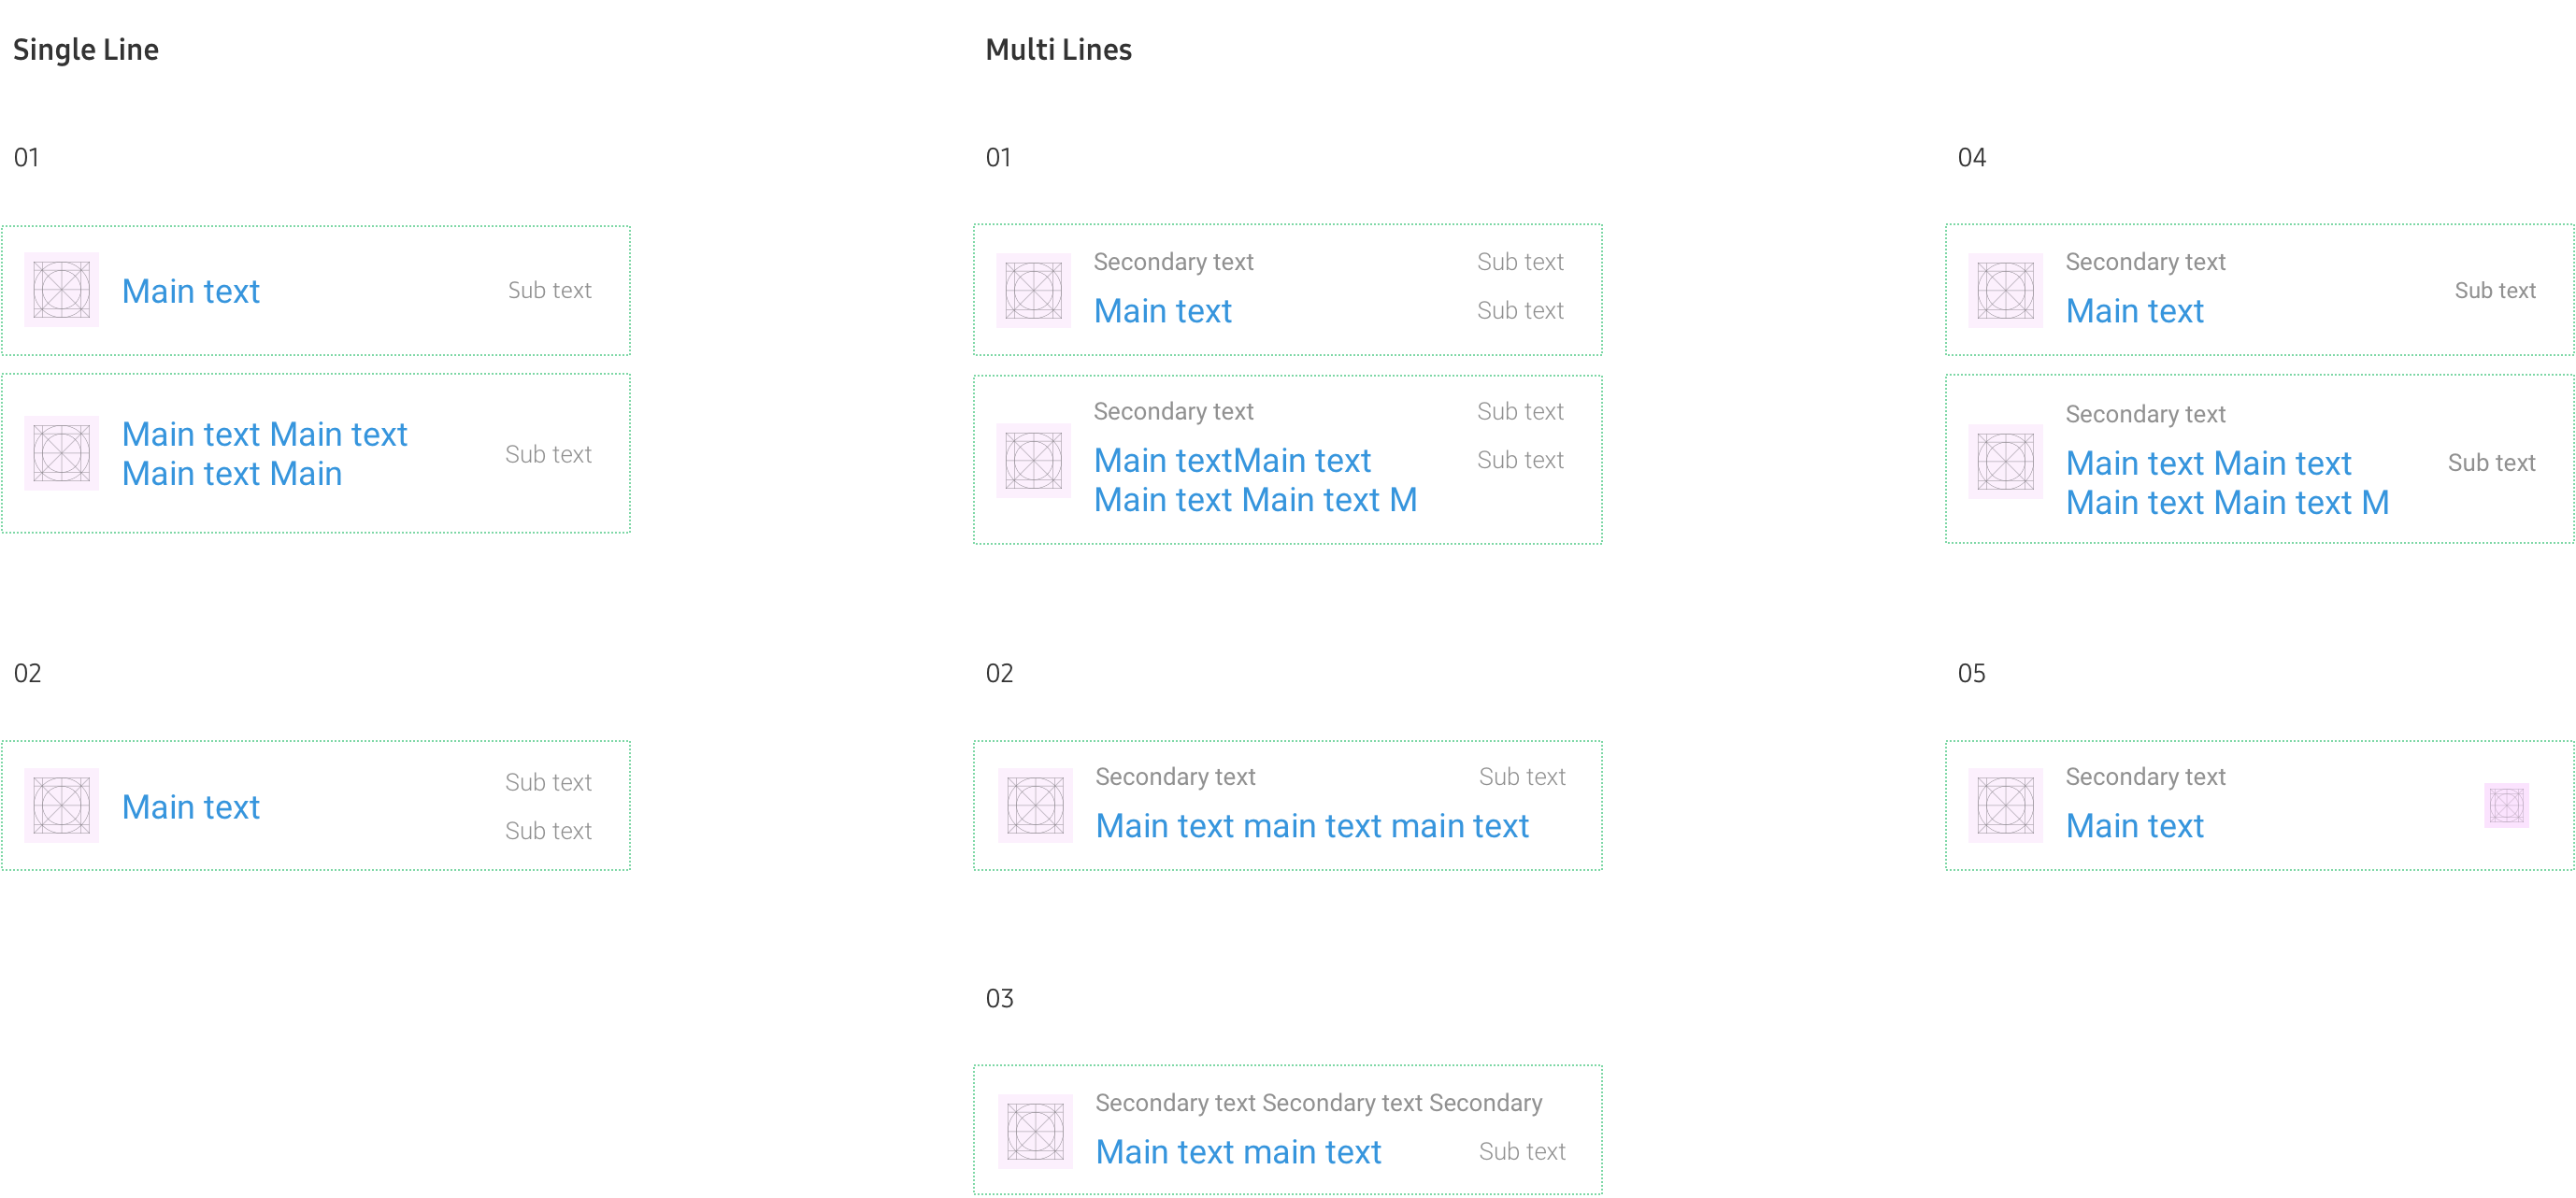 Single Line
01
Main text
Sub text
Main text Main text
Main text Main
Sub text
02
Main text
Sub text
Sub text
Multi Lines
01
Secondary text
Sub text
Main text
Sub text
Secondary text
Sub text
Main textMain text
Sub text
Main text Main text M
02
Secondary text
Sub text
Main text main text main text
03
Secondary text Secondary text Secondary
Main text main text
Sub text
04
Secondary text
Main text
Sub text
Secondary text
Main text Main text
Main text Main text M
Sub text
05
Secondary text
Main text